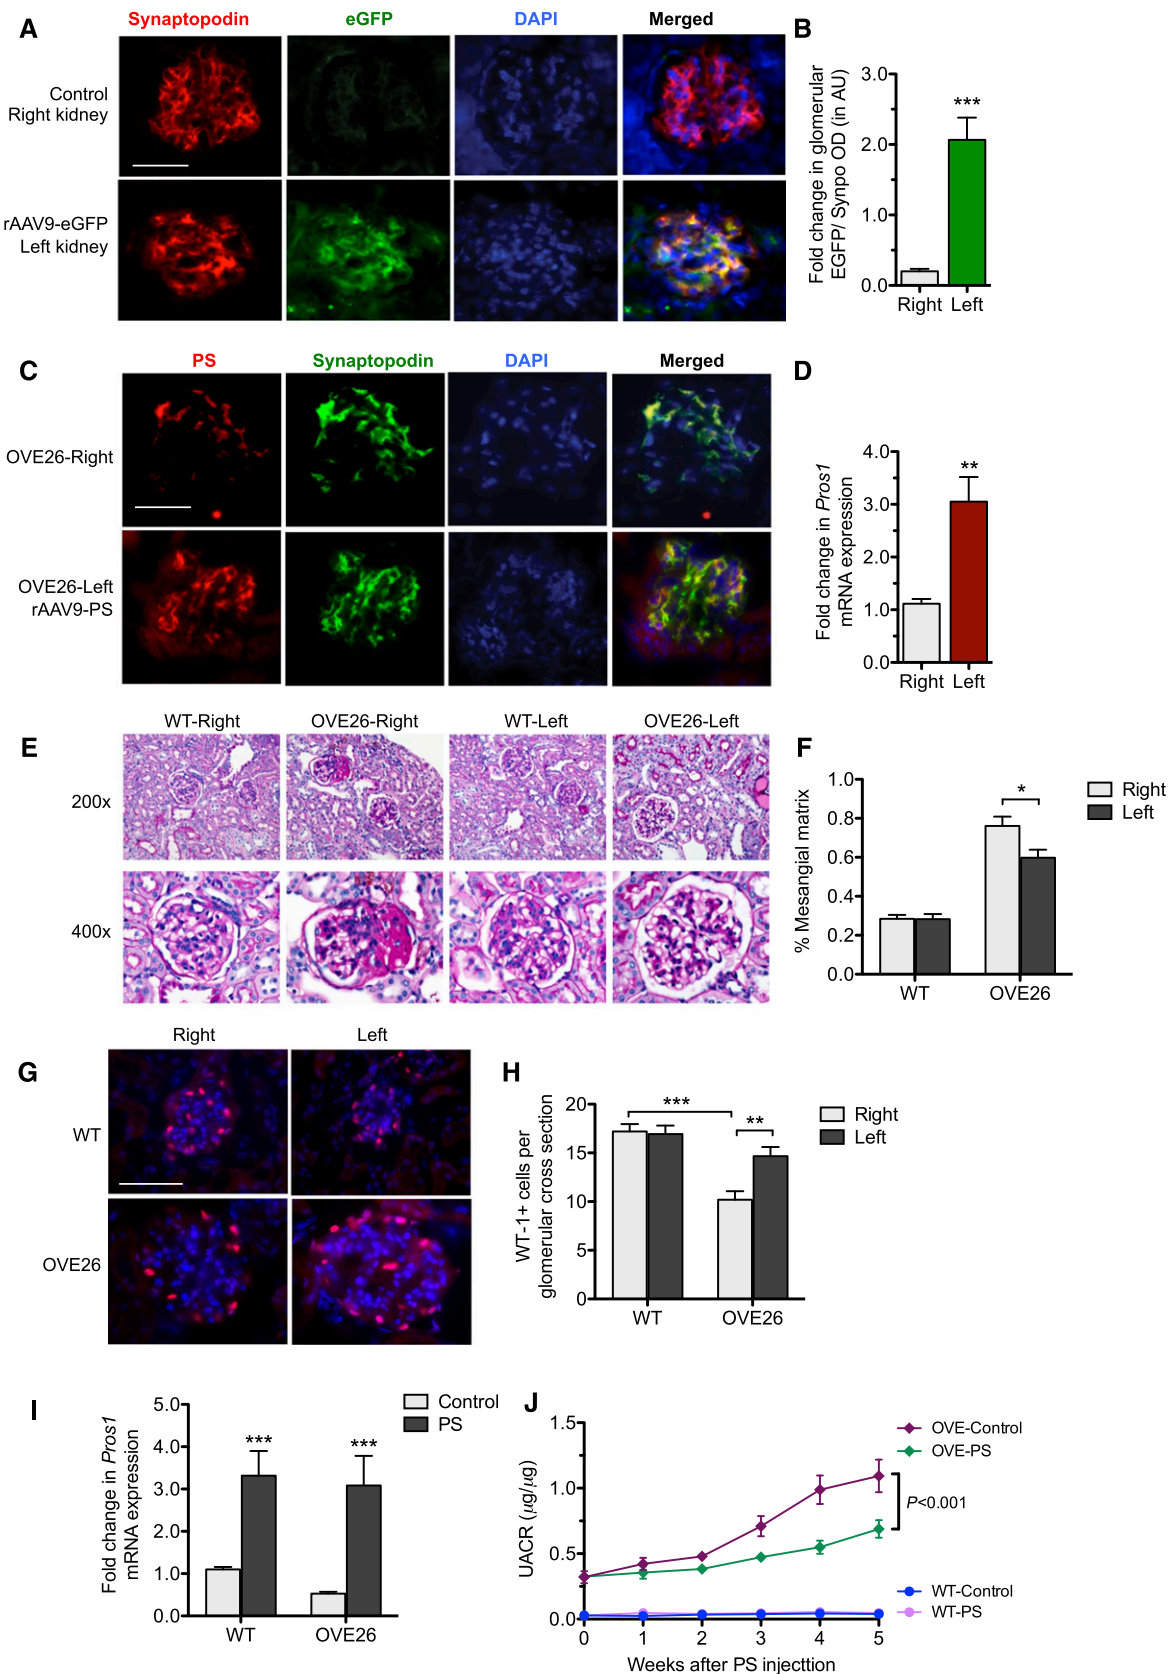 A
Synaptopodin
eGFP
DAPI
Merged
Control
Right kidney
rAAV9-eGFP
Left kidney
B
Fold change in glomerular
EGFP/ Synpo OD (in AU)
3.0
2.0
1.0
0.0
***
Right
Left
C
PS
Synaptopodin
DAPI
Merged
OVE26-Right
OVE26-Left
rAAV9-PS
D
Fold change in Pros1
mRNA expression
4.0
3.0
2.0
1.0
0.0
**
Right
Left
E
WT-Right
OVE26-Right
WT-Left
OVE26-Left
200x
400x
F
% Mesangial matrix
1.0
0.8
0.6
0.4
0.2
0.0
*
WT
OVE26
Right
Left
G
Right
Left
WT
OVE26
H
WT-1+ cells per
glomerular cross section
20
15
10
5
0
***
**
WT
OVE26
Right
Left
I
Fold change in Pros1
mRNA expression
5.0
4.0
3.0
2.0
1.0
0.0
***
***
WT
OVE26
Control
PS
J
UACR (µg/µg)
1.5
1.0
0.5
0.0
0
1
2
3
4
5
Weeks after PS injecttion
OVE-Control
OVE-PS
P<0.001
WT-Control
WT-PS